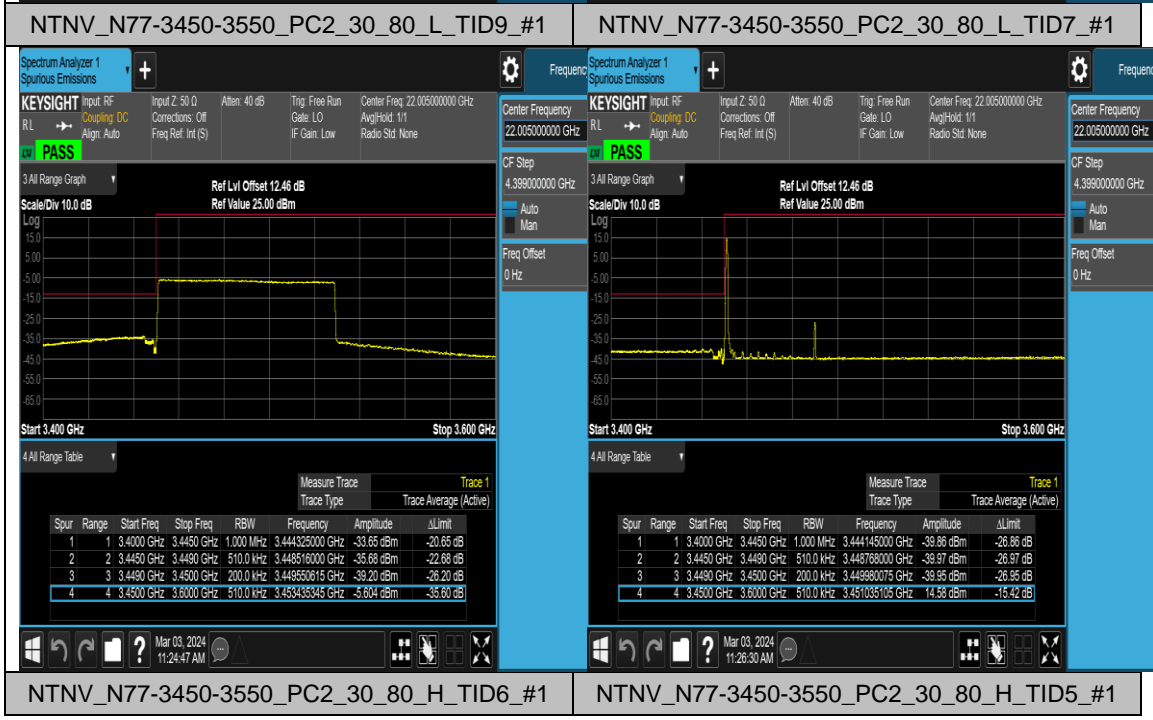 NTNV_N77-3450-3550_PC2_30_80_L_TID9_#1
NTNV_N77-3450-3550_PC2_30_80_L_TID7_#1
Spectrum Analyzer 1
Spurious Emissions
+
Frequenc
KEYSIGHT Input: RF Input Z: 50 Ω Atten: 40 dB Trig: Free Run Center Freq: 22.005000000 GHz
RL Coupling: DC Corrections: Off Gate: LO Avg|Hold: 1/1
Align: Auto Freq Ref: Int (S) IF Gain: Low Radio Std: None
PASS
Center Frequency
22.005000000 GHz
CF Step
4.399000000 GHz
Auto
Man
Freq Offset
0 Hz
3 All Range Graph
Ref Lvl Offset 12.46 dB
Scale/Div 10.0 dB Ref Value 25.00 dBm
Log
15.0
5.00
-5.00
-15.0
-25.0
-35.0
-45.0
-55.0
-65.0
Start 3.400 GHz Stop 3.600 GHz
4 All Range Table
Measure Trace Trace 1
Trace Type Trace Average (Active)
Spur Range Start Freq Stop Freq RBW Frequency Amplitude ΔLimit
1 1 3.4000 GHz 3.4450 GHz 1.000 MHz 3.444325000 GHz -33.65 dBm -20.65 dB
2 2 3.4450 GHz 3.4490 GHz 510.0 kHz 3.448516000 GHz -35.68 dBm -22.68 dB
3 3 3.4490 GHz 3.4500 GHz 200.0 kHz 3.449550615 GHz -39.20 dBm -26.20 dB
4 4 3.4500 GHz 3.6000 GHz 510.0 kHz 3.453435345 GHz -5.604 dBm -35.60 dB
?
Mar 03, 2024
11:24:47 AM
Spectrum Analyzer 1
Spurious Emissions
+
Frequenc
KEYSIGHT Input: RF Input Z: 50 Ω Atten: 40 dB Trig: Free Run Center Freq: 22.005000000 GHz
RL Coupling: DC Corrections: Off Gate: LO Avg|Hold: 1/1
Align: Auto Freq Ref: Int (S) IF Gain: Low Radio Std: None
PASS
Center Frequency
22.005000000 GHz
CF Step
4.399000000 GHz
Auto
Man
Freq Offset
0 Hz
3 All Range Graph
Ref Lvl Offset 12.46 dB
Scale/Div 10.0 dB Ref Value 25.00 dBm
Log
15.0
5.00
-5.00
-15.0
-25.0
-35.0
-45.0
-55.0
-65.0
Start 3.400 GHz Stop 3.600 GHz
4 All Range Table
Measure Trace Trace 1
Trace Type Trace Average (Active)
Spur Range Start Freq Stop Freq RBW Frequency Amplitude ΔLimit
1 1 3.4000 GHz 3.4450 GHz 1.000 MHz 3.444145000 GHz -39.86 dBm -26.86 dB
2 2 3.4450 GHz 3.4490 GHz 510.0 kHz 3.448768000 GHz -39.97 dBm -26.97 dB
3 3 3.4490 GHz 3.4500 GHz 200.0 kHz 3.449980075 GHz -39.95 dBm -26.95 dB
4 4 3.4500 GHz 3.6000 GHz 510.0 kHz 3.451035105 GHz 14.58 dBm -15.42 dB
?
Mar 03, 2024
11:26:30 AM
NTNV_N77-3450-3550_PC2_30_80_H_TID6_#1
NTNV_N77-3450-3550_PC2_30_80_H_TID5_#1